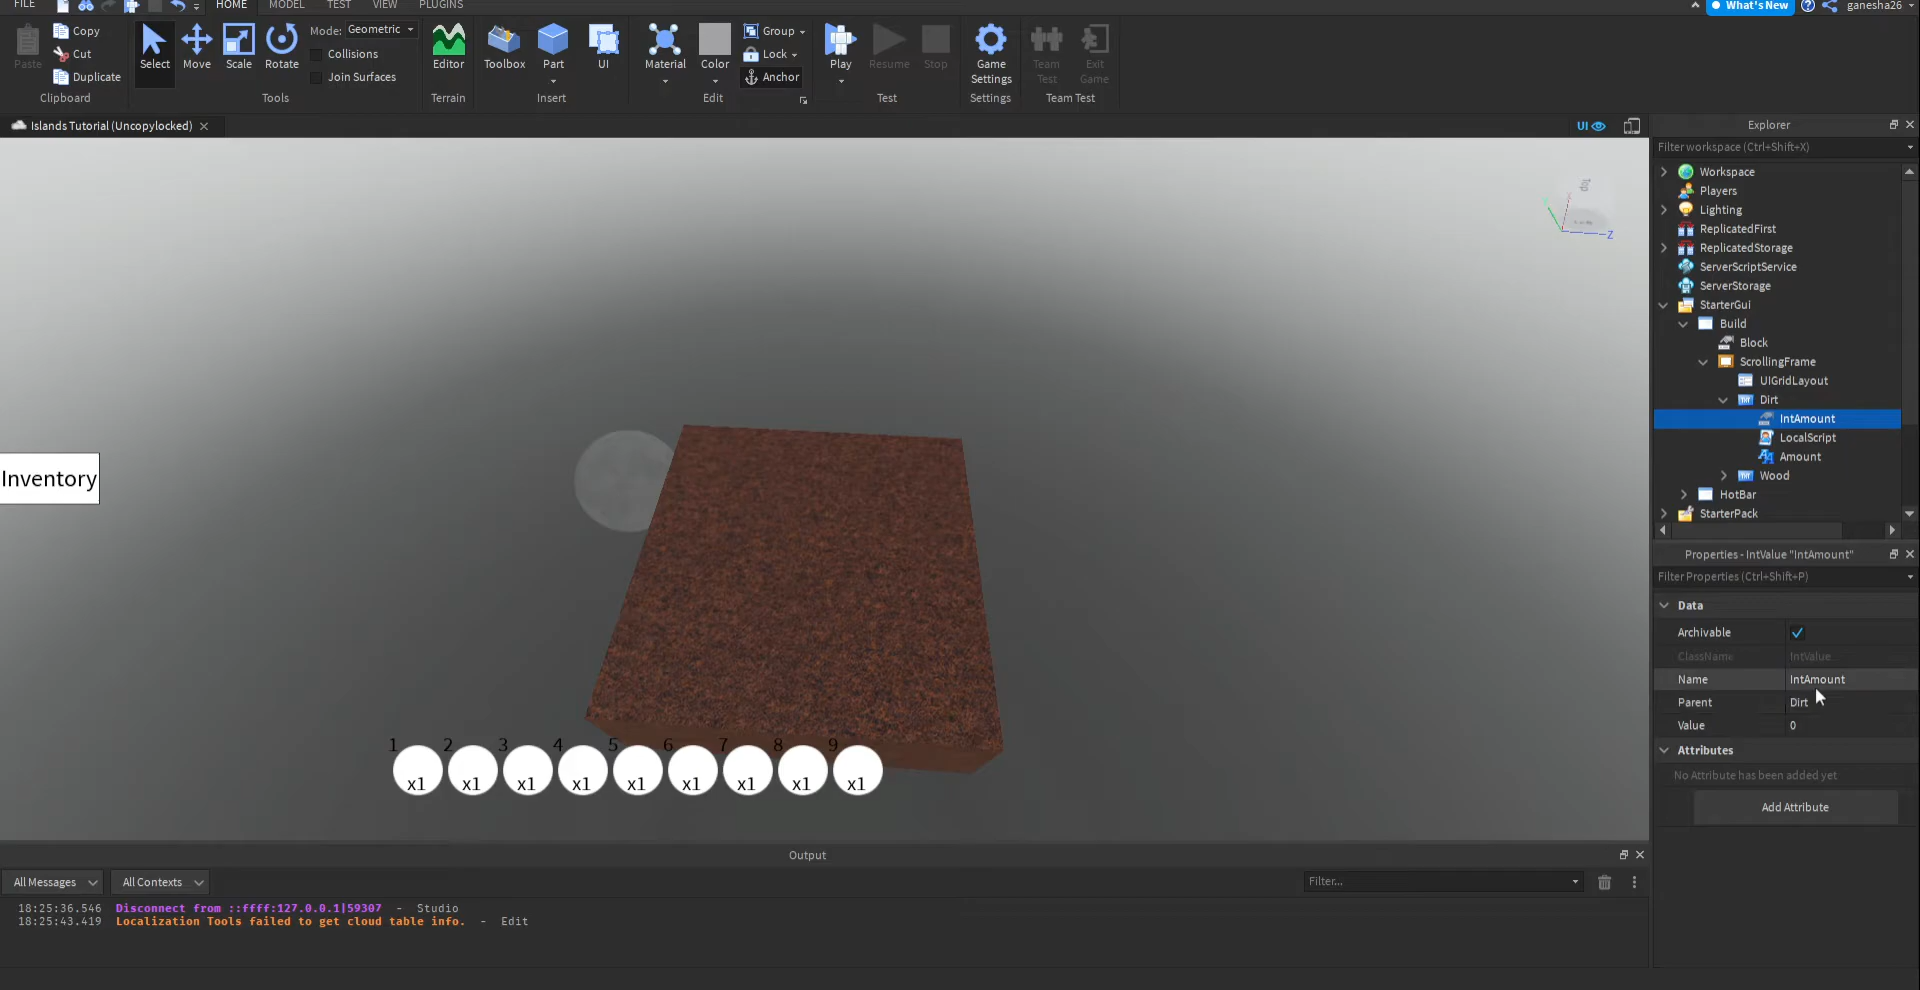 FILE HOME MODEL TEST VIEW PLUGINS What's New ganesha26
Paste Copy Cut Duplicate Clipboard
Select Move Scale Rotate Mode: Geometric Collisions Join Surfaces Tools
Editor Terrain
Toolbox Part UI Insert
Material Color Group Lock Anchor Edit
Play Resume Stop Test
Game Settings Settings
Team Test Exit Game Team Test
Islands Tutorial (Uncopylocked) UI
Explorer
Filter workspace (Ctrl+Shift+X)
Workspace
Players
Lighting
ReplicatedFirst
ReplicatedStorage
ServerScriptService
ServerStorage
StarterGui
Build
Block
ScrollingFrame
UIGridLayout
Dirt
IntAmount
LocalScript
Amount
Wood
HotBar
StarterPack
Top
Z
Inventory
1 2 3 4 5 6 7 8 9
x1 x1 x1 x1 x1 x1 x1 x1 x1
Properties - IntValue "IntAmount"
Filter Properties (Ctrl+Shift+P)
Data
Archivable
ClassName IntValue
Name IntAmount
Parent Dirt
Value 0
Attributes
No Attribute has been added yet
Add Attribute
Output
All Messages All Contexts Filter...
18:25:36.546 Disconnect from ::ffff:127.0.0.1|59307 - Studio
18:25:43.419 Localization Tools failed to get cloud table info. - Edit